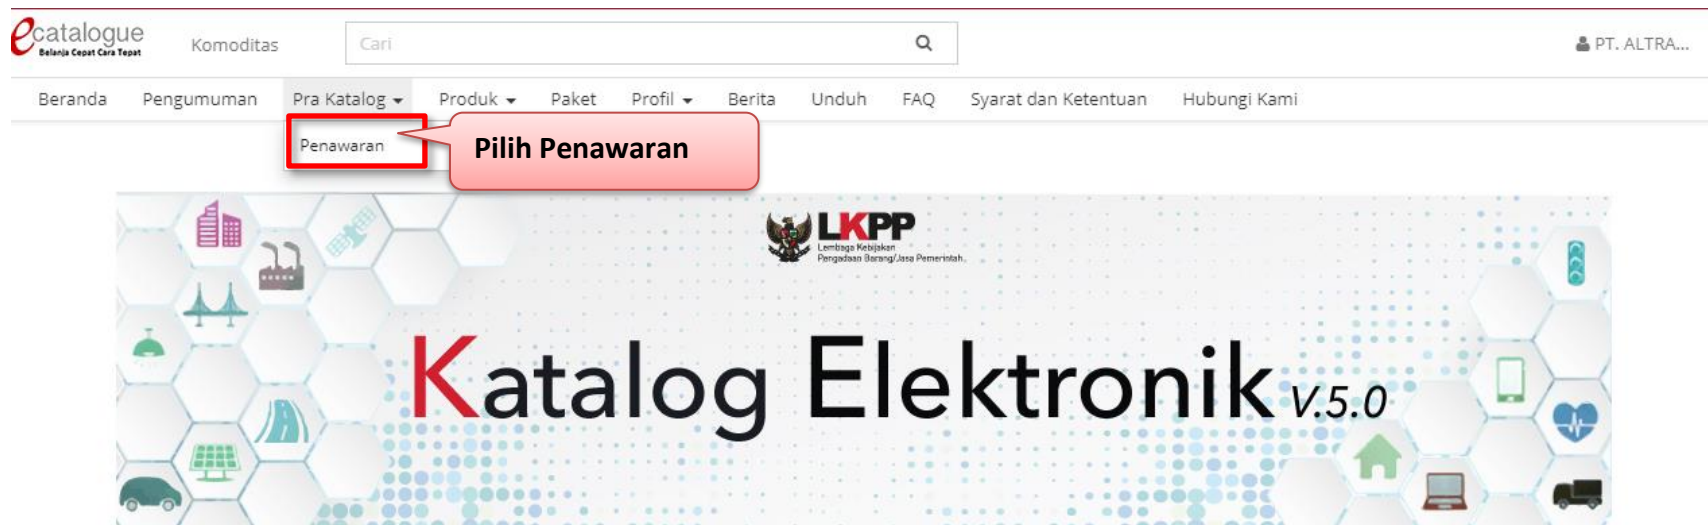 ecatalogue
Belanja Cepat Cara Tepat
Komoditas
Cari
PT. ALTRA...
Beranda Pengumuman Pra Katalog Produk Paket Profil Berita Unduh FAQ Syarat dan Ketentuan Hubungi Kami
Penawaran
Pilih Penawaran
LKPP
Lembaga Kebijakan
Pengadaan Barang/Jasa Pemerintah.
Katalog Elektronik v.5.0